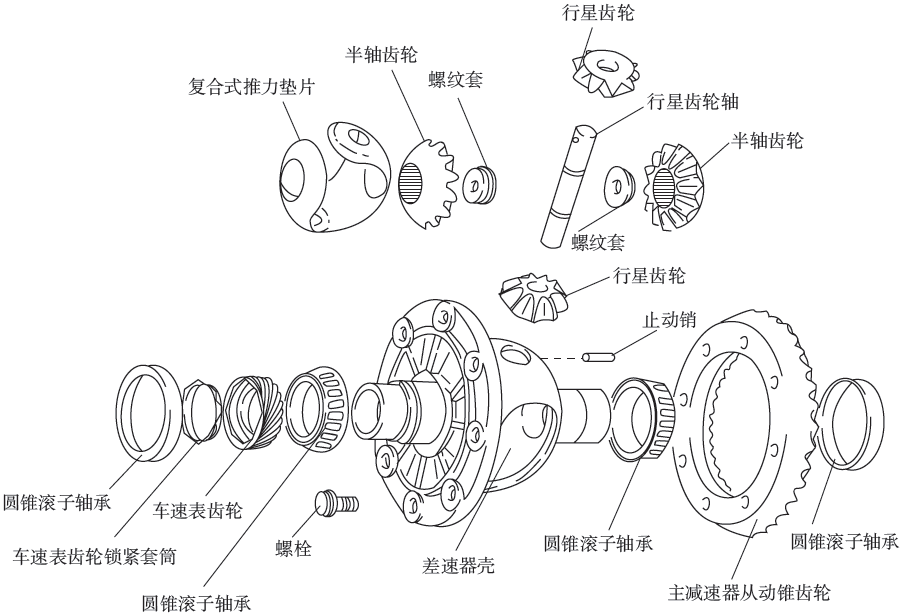 行星齿轮
半轴齿轮
螺纹套
复合式推力垫片
行星齿轮轴
半轴齿轮
螺纹套
行星齿轮
止动销
圆锥滚子轴承
车速表齿轮
车速表齿轮锁紧套筒
圆锥滚子轴承
螺栓
差速器壳
圆锥滚子轴承
主减速器从动锥齿轮
圆锥滚子轴承